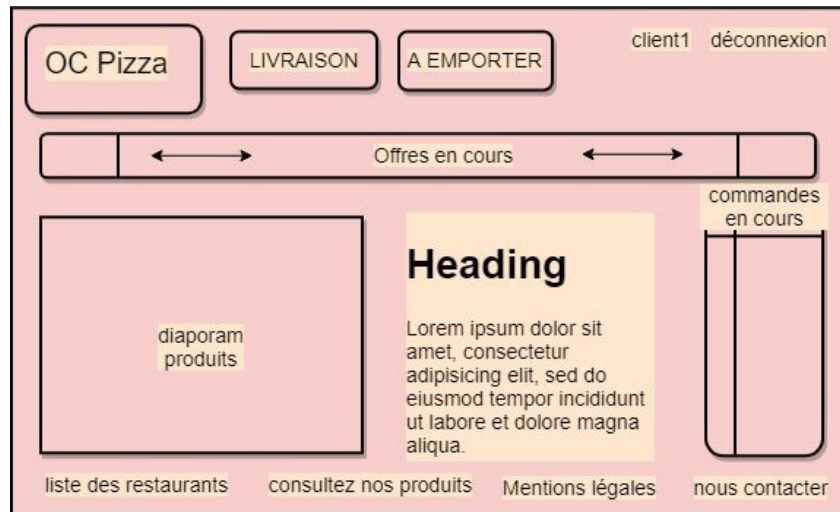 OC Pizza
LIVRAISON
A EMPORTER
client1
déconnexion
Offres en cours
commandes
en cours
diaporam
produits
Heading
Lorem ipsum dolor sit
amet, consectetur
adipisicing elit, sed do
eiusmod tempor incididunt
ut labore et dolore magna
aliqua.
liste des restaurants
consultez nos produits
Mentions légales
nous contacter